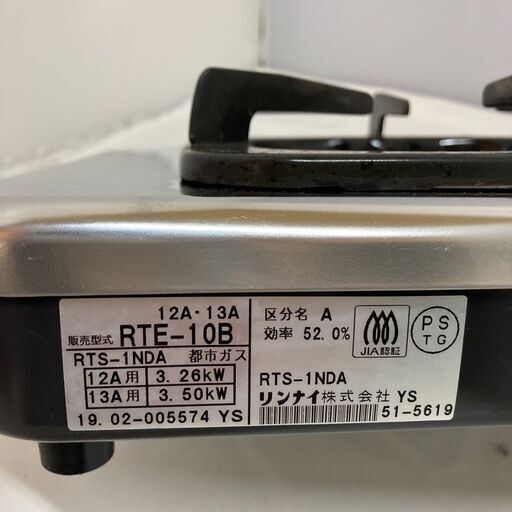 12A・13A
販売型式 RTE-10B
RTS-1NDA 都市ガス
12A用 3.26kW
13A用 3.50kW
19.02-005574 YS
区分名 A
効率 52.0%
JIA認証
PS
TG
RTS-1NDA
リンナイ株式会社 YS
51-5619